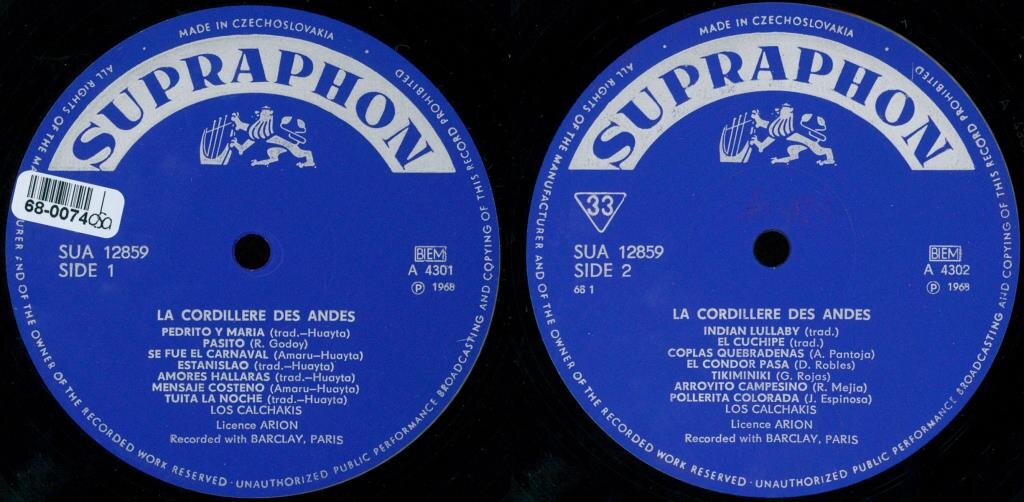 MADE IN CZECHOSLOVAKIA
ALL RIGHTS OF THE MANUFACTURER AND OF THE OWNER OF THE RECORDED WORK RESERVED - UNAUTHORIZED PUBLIC PERFORMANCE BROADCASTING AND COPYING OF THIS RECORD PROHIBITED
SUPRAPHON
68-0074
SUA 12859
SIDE 1
BIEM
A 4301
℗ 1968
LA CORDILLERE DES ANDES
PEDRITO Y MARIA (trad.—Huayta)
PASITO (R. Godoy)
SE FUE EL CARNAVAL (Amaru—Huayta)
ESTANISLAO (trad.—Huayta)
AMORES HALLARAS (trad.—Huayta)
MENSAJE COSTENO (Amaru—Huayta)
TUITA LA NOCHE (trad.—Huayta)
LOS CALCHAKIS
Licence ARION
Recorded with BARCLAY, PARIS
MADE IN CZECHOSLOVAKIA
ALL RIGHTS OF THE MANUFACTURER AND OF THE OWNER OF THE RECORDED WORK RESERVED - UNAUTHORIZED PUBLIC PERFORMANCE BROADCASTING AND COPYING OF THIS RECORD PROHIBITED
SUPRAPHON
33
SUA 12859
SIDE 2
68 1
BIEM
A 4302
℗ 1968
LA CORDILLERE DES ANDES
INDIAN LULLABY (trad.)
EL CUCHIPE (trad.)
COPLAS QUEBRADENAS (A. Pantoja)
EL CONDOR PASA (D. Robles)
TIKIMINIKI (G. Rojas)
ARROYITO CAMPESINO (R. Mejia)
POLLERITA COLORADA (J. Espinosa)
LOS CALCHAKIS
Licence ARION
Recorded with BARCLAY, PARIS